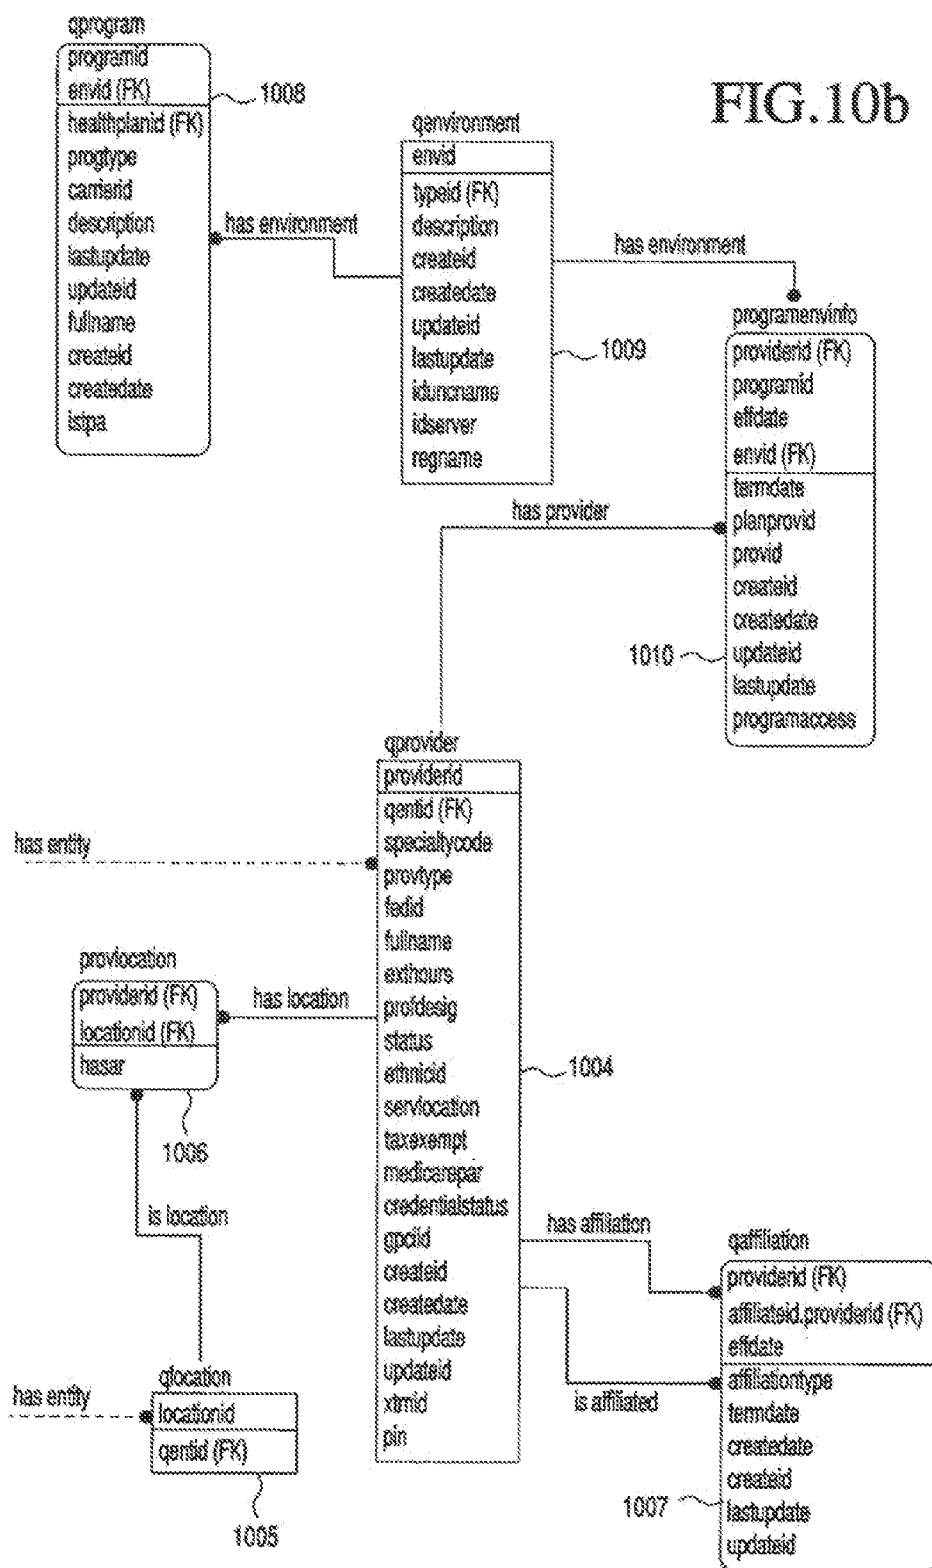 qprogram
programid
envid (FK)
healthplanid (FK)
progtype
carrierid
description
lastupdate
updateid
fullname
createid
createdate
istpa
1008
FIG.10b
has environment
qenvironment
envid
typeid (FK)
description
createid
createdate
updateid
lastupdate
iduncname
idserver
regname
1009
has environment
programenvinfo
providerid (FK)
programid
effdate
envid (FK)
termdate
planprovid
provid
createid
createdate
updateid
lastupdate
programaccess
1010
has provider
qprovider
providerid
qentid (FK)
specialtycode
provtype
fedid
fullname
exthours
profdesig
status
ethnicid
servlocation
taxexempt
medicarepar
credentialstatus
gpciid
createid
createdate
lastupdate
updateid
xtrnid
pin
1004
has entity
provlocation
providerid (FK)
locationid (FK)
hasar
1006
has location
is location
qlocation
locationid
qentid (FK)
1005
has entity
has affiliation
is affiliated
qaffiliation
providerid (FK)
affiliateid.providerid (FK)
effdate
affiliationtype
termdate
createdate
createid
lastupdate
updateid
1007